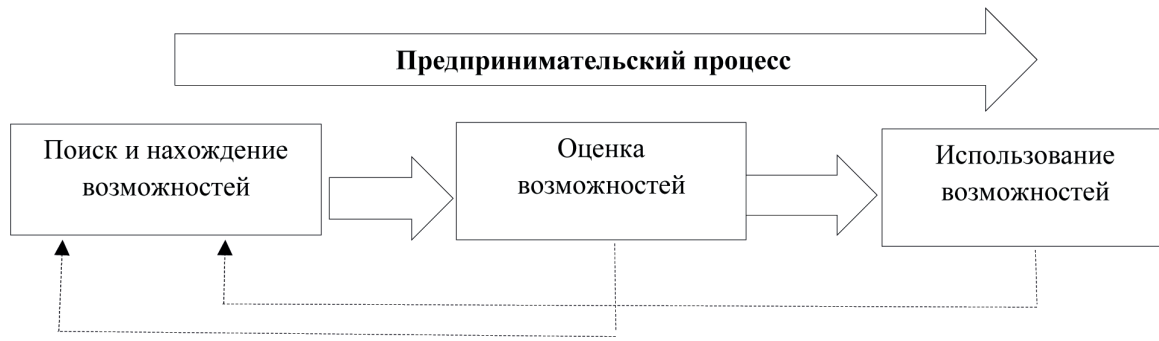 Предпринимательский процесс
Поиск и нахождение
возможностей
Оценка
возможностей
Использование
возможностей